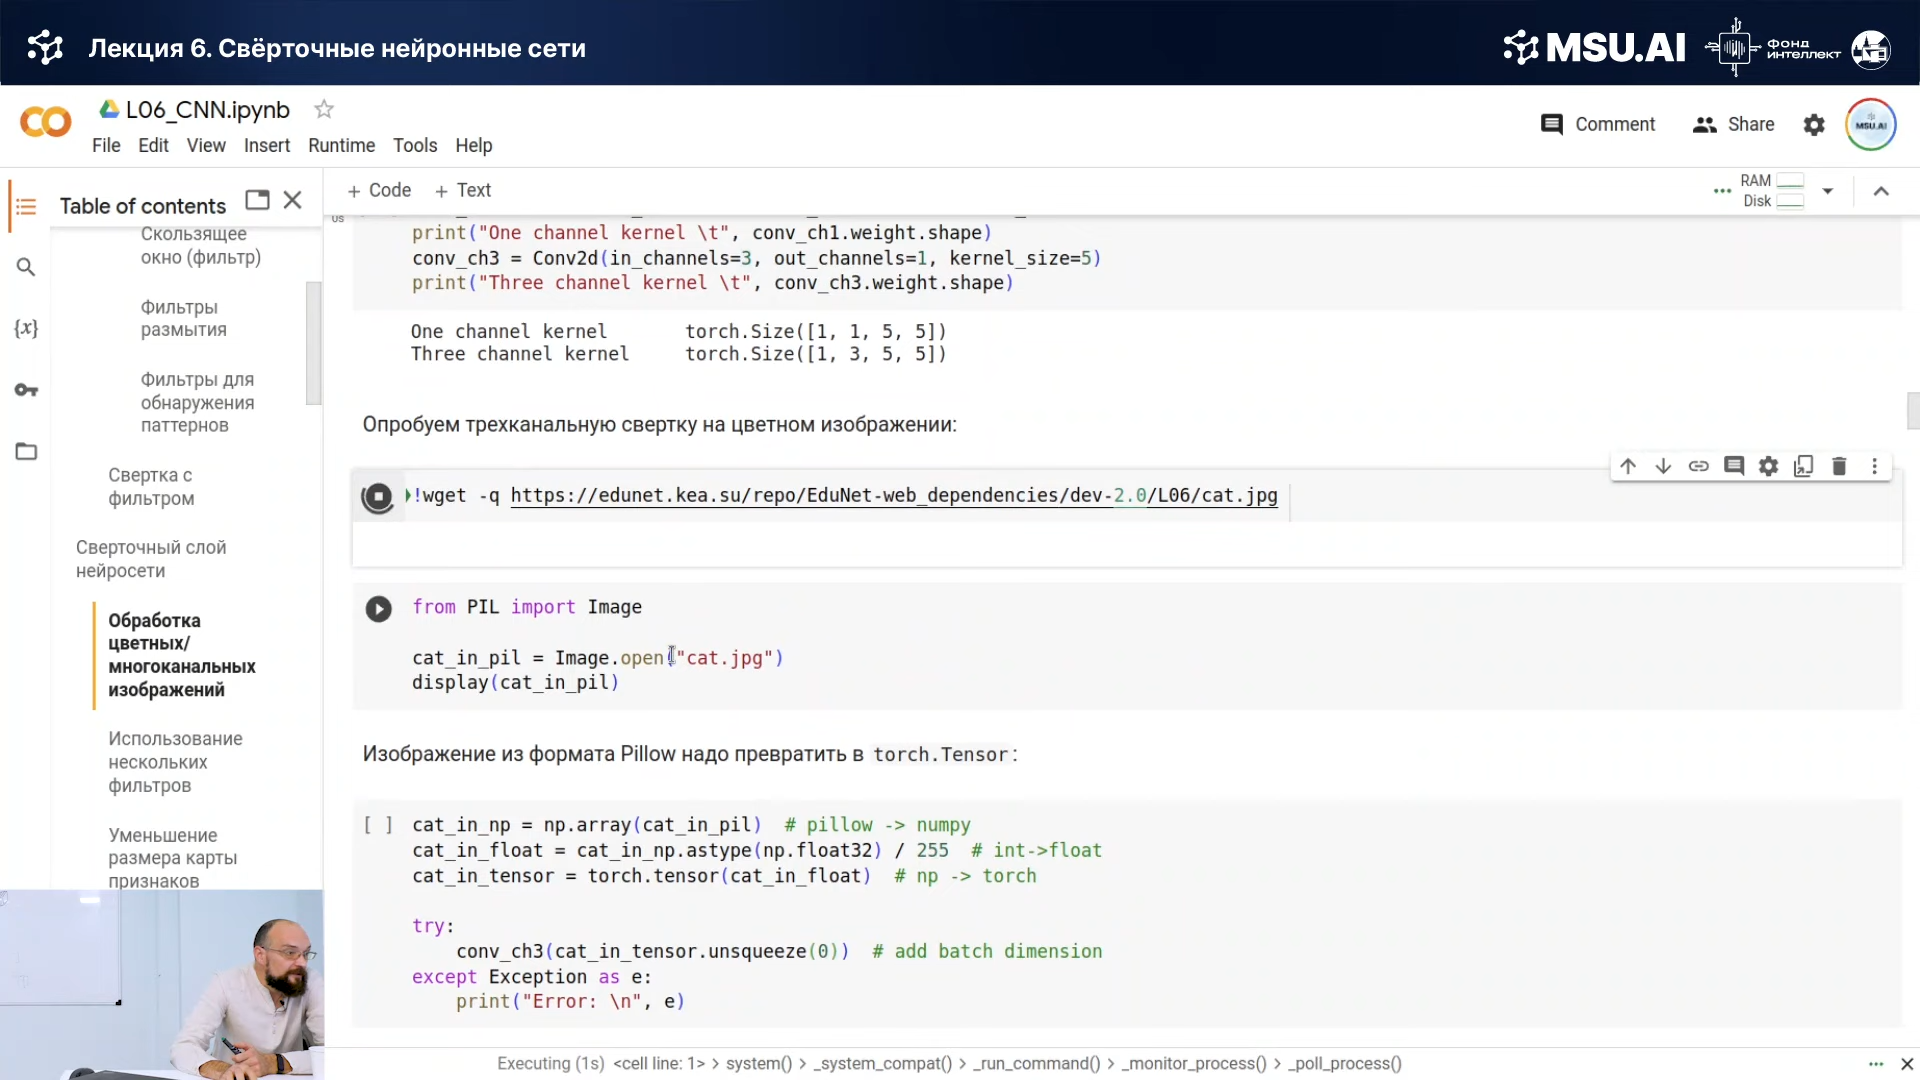 Лекция 6. Свёрточные нейронные сети
MSU.AI
ФОНД
ИНТЕЛЛЕКТ
L06_CNN.ipynb
Comment
Share
MSU.AI
File Edit View Insert Runtime Tools Help
+ Code + Text
RAM
Disk
Table of contents
Скользящее
окно (фильтр)
Фильтры
размытия
Фильтры для
обнаружения
паттернов
Свертка с
фильтром
Сверточный слой
нейросети
Обработка
цветных/
многоканальных
изображений
Использование
нескольких
фильтров
Уменьшение
размера карты
признаков
{x}
0s
print("One channel kernel \t", conv_ch1.weight.shape)
conv_ch3 = Conv2d(in_channels=3, out_channels=1, kernel_size=5)
print("Three channel kernel \t", conv_ch3.weight.shape)
One channel kernel torch.Size([1, 1, 5, 5])
Three channel kernel torch.Size([1, 3, 5, 5])
Опробуем трехканальную свертку на цветном изображении:
!wget -q https://edunet.kea.su/repo/EduNet-web_dependencies/dev-2.0/L06/cat.jpg
from PIL import Image
cat_in_pil = Image.open("cat.jpg")
display(cat_in_pil)
Изображение из формата Pillow надо превратить в torch.Tensor:
[ ] cat_in_np = np.array(cat_in_pil) # pillow -> numpy
cat_in_float = cat_in_np.astype(np.float32) / 255 # int->float
cat_in_tensor = torch.tensor(cat_in_float) # np -> torch
try:
conv_ch3(cat_in_tensor.unsqueeze(0)) # add batch dimension
except Exception as e:
print("Error: \n", e)
Executing (1s) <cell line: 1> > system() > _system_compat() > _run_command() > _monitor_process() > _poll_process()